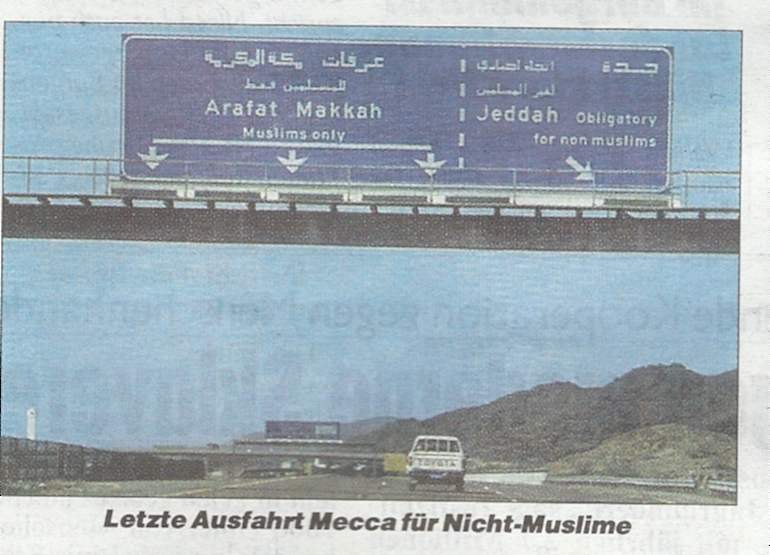 عرفات مكة المكرمة
للمسلمين فقط
Arafat Makkah
Muslims only
جدة
اتجاه اجباري
لغير المسلمين
Jeddah Obligatory
for non muslims
TOYOTA
Letzte Ausfahrt Mecca für Nicht-Muslime